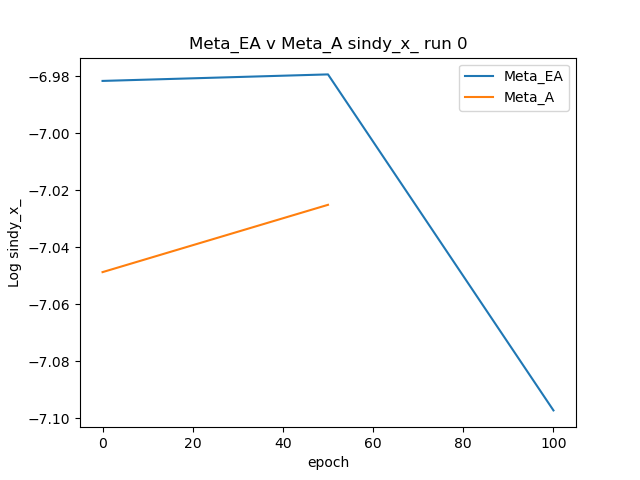 Meta_EA v Meta_A sindy_x_ run 0
Meta_EA
Meta_A
Log sindy_x_
−6.98
−7.00
−7.02
−7.04
−7.06
−7.08
−7.10
0
20
40
60
80
100
epoch